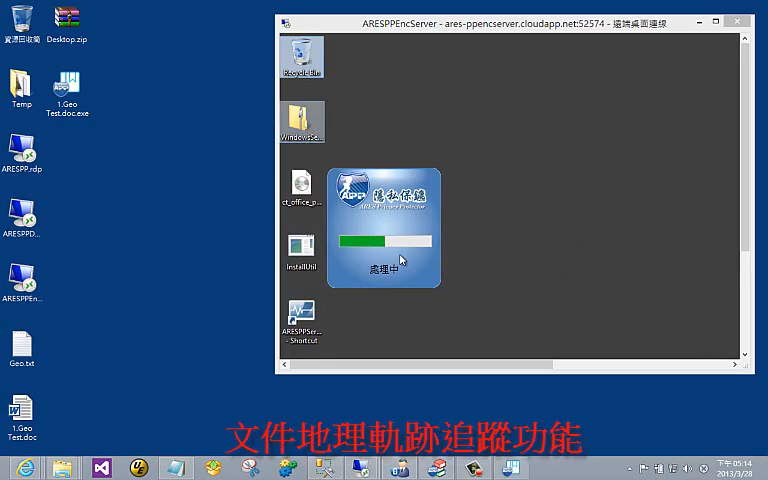 ARESPPEncServer - ares-ppencserver.cloudapp.net:52574 - 遠端桌面連線
資源回收筒
Desktop.zip
Temp
1.Geo
Test.doc.exe
ARESPP.rdp
ARESPPD...
ARESPPEn...
Geo.txt
1.Geo
Test.doc
Recycle Bin
WindowsSe...
ct_office_p...
InstallUtil
ARESPPSer...
- Shortcut
隱私保鑣
ARES Privacy Protector
處理中
文件地理軌跡追蹤功能
下午 05:14
2013/3/28